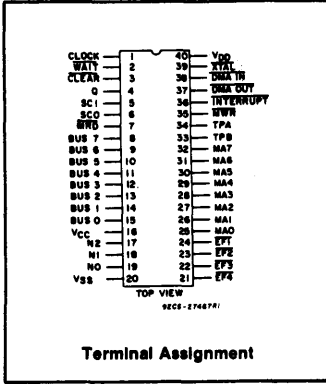 CLOCK 1 40 VDD
WAIT 2 39 XTAL
CLEAR 3 38 DMA IN
Q 4 37 DMA OUT
SC1 5 36 INTERRUPT
SC0 6 35 MWR
MRD 7 34 TPA
BUS 7 8 33 TPB
BUS 6 9 32 MA7
BUS 5 10 31 MA6
BUS 4 11 30 MA5
BUS 3 12 29 MA4
BUS 2 13 28 MA3
BUS 1 14 27 MA2
BUS 0 15 26 MA1
VCC 16 25 MA0
N2 17 24 EF1
N1 18 23 EF2
N0 19 22 EF3
VSS 20 21 EF4
TOP VIEW
92CS-27467R1
Terminal Assignment